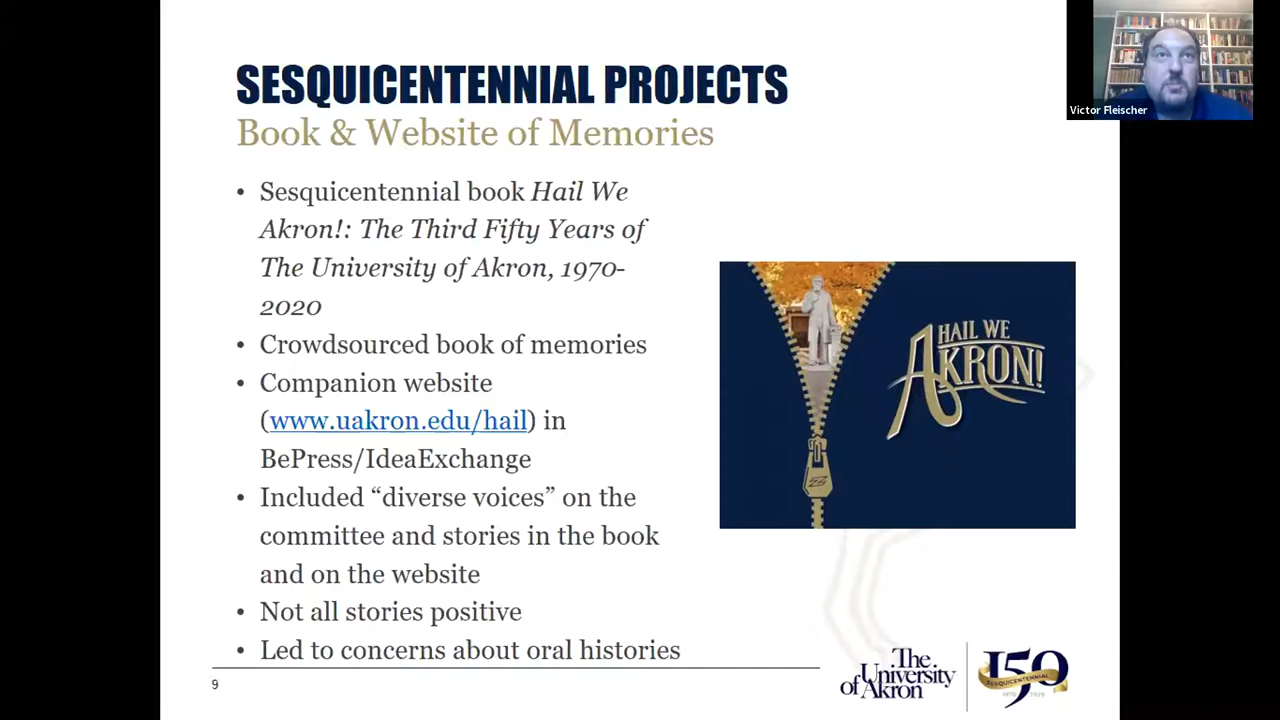 SESQUICENTENNIAL PROJECTS
Book & Website of Memories
• Sesquicentennial book Hail We
Akron!: The Third Fifty Years of
The University of Akron, 1970-
2020
• Crowdsourced book of memories
• Companion website
(www.uakron.edu/hail) in
BePress/IdeaExchange
• Included “diverse voices” on the
committee and stories in the book
and on the website
• Not all stories positive
• Led to concerns about oral histories
9
HAIL WE
AKRON!
The
University
of Akron
150
SESQUICENTENNIAL
Victor Fleischer